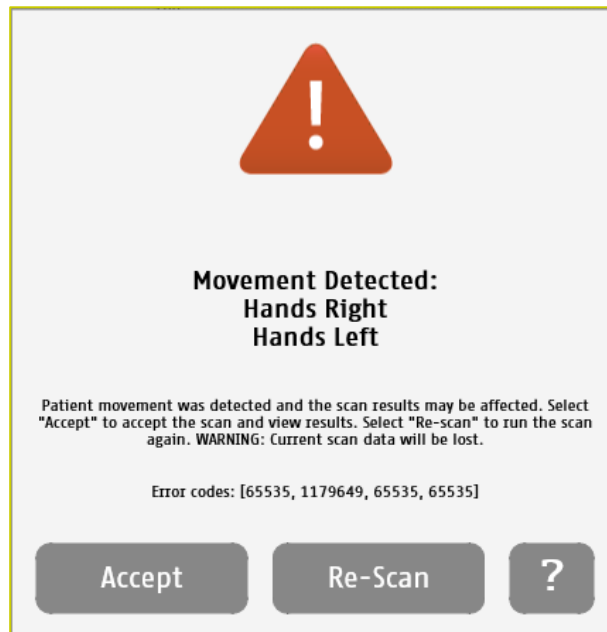 !
Movement Detected:
Hands Right
Hands Left
Patient movement was detected and the scan results may be affected. Select
"Accept" to accept the scan and view results. Select "Re-scan" to run the scan
again. WARNING: Current scan data will be lost.
Error codes: [65535, 1179649, 65535, 65535]
Accept
Re-Scan
?